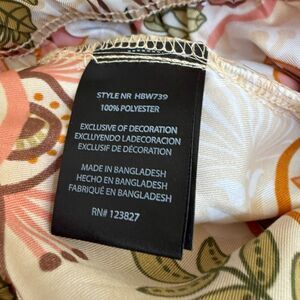 STYLE NR HBW739
100% POLYESTER
EXCLUSIVE OF DECORATION
EXCLUYENDO LADECORACION
EXCLUSIF DE DÉCORATION
MADE IN BANGLADESH
HECHO EN BANGLADESH
FABRIQUÉ EN BANGLADESH
RN# 123827